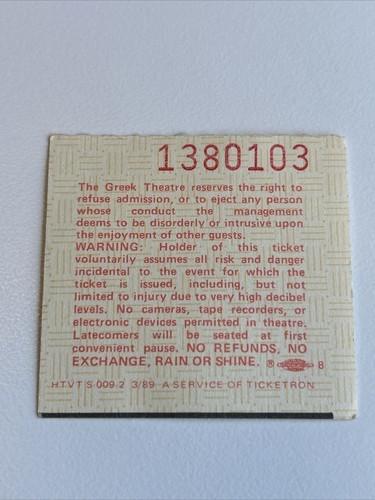 1380103
The Greek Theatre reserves the right to
refuse admission, or to eject any person
whose conduct the management
deems to be disorderly or intrusive upon
the enjoyment of other guests.
WARNING: Holder of this ticket
voluntarily assumes all risk and danger
incidental to the event for which the
ticket is issued, including, but not
limited to injury due to very high decibel
levels. No cameras, tape recorders, or
electronic devices permitted in theatre.
Latecomers will be seated at first
convenient pause. NO REFUNDS, NO
EXCHANGE, RAIN OR SHINE. ® 8
HTVT S 009 2 3/89 A SERVICE OF TICKETRON